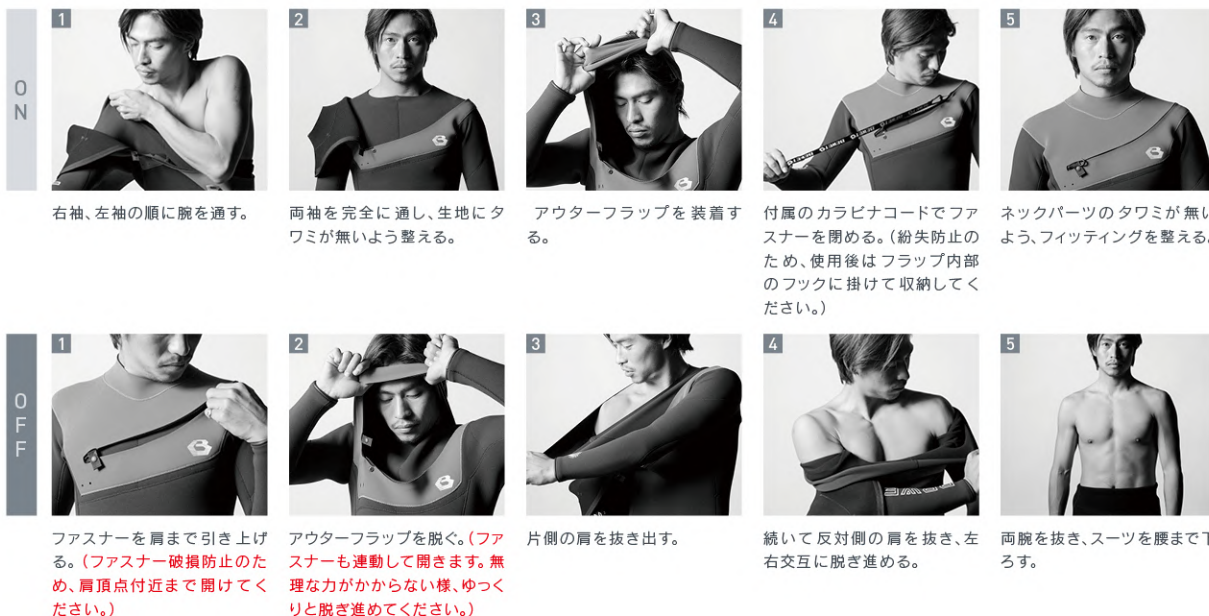 ON
1
2
3
4
5
右袖、左袖の順に腕を通す。
両袖を完全に通し、生地にタ
ワミが無いよう整える。
アウターフラップを装着す
る。
付属のカラビナコードでファ
スナーを閉める。(紛失防止の
ため、使用後はフラップ内部
のフックに掛けて収納してく
ださい。)
ネックパーツのタワミが無い
よう、フィッティングを整える。
OFF
1
2
3
4
5
ファスナーを肩まで引き上げ
る。(ファスナー破損防止のた
め、肩頂点付近まで開けてく
ださい。)
アウターフラップを脱ぐ。(ファ
スナーも連動して開きます。無
理な力がかからない様、ゆっく
りと脱ぎ進めてください。)
片側の肩を抜き出す。
続いて反対側の肩を抜き、左
右交互に脱ぎ進める。
両腕を抜き、スーツを腰まで下
ろす。